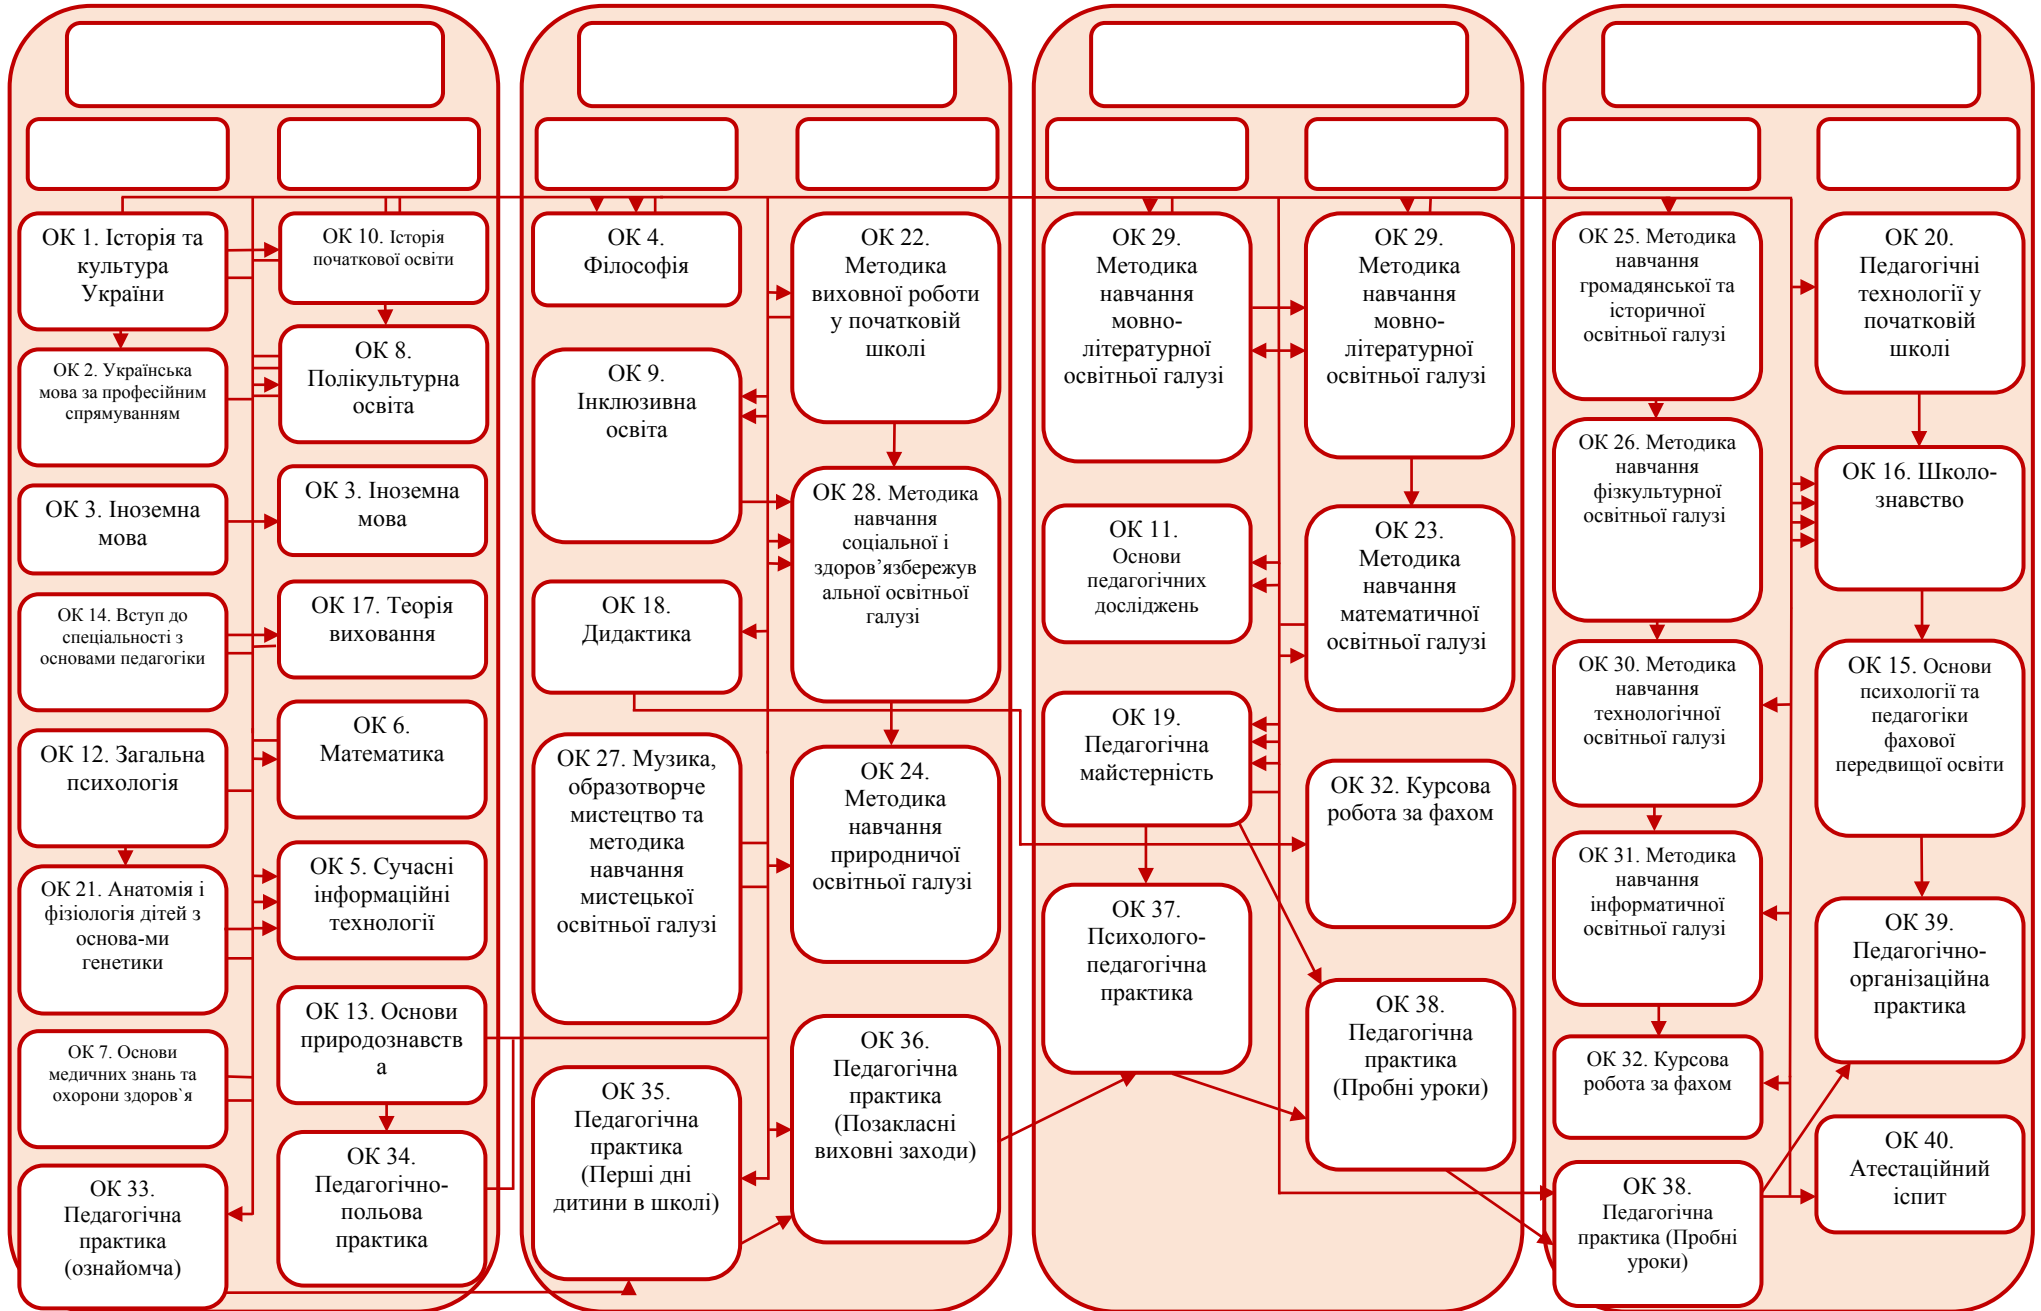 ОК 1. Історія та
культура
України
ОК 2. Українська
мова за професійним
спрямуванням
ОК 3. Іноземна
мова
ОК 14. Вступ до
спеціальності з
основами педагогіки
ОК 12. Загальна
психологія
ОК 21. Анатомія і
фізіологія дітей з
основа-ми
генетики
ОК 7. Основи
медичних знань та
охорони здоров`я
ОК 33.
Педагогічна
практика
(ознайомча)
ОК 10. Історія
початкової освіти
ОК 8.
Полікультурна
освіта
ОК 3. Іноземна
мова
ОК 17. Теорія
виховання
ОК 6.
Математика
ОК 5. Сучасні
інформаційні
технології
ОК 13. Основи
природознавств
а
ОК 34.
Педагогічно-
польова
практика
ОК 4.
Філософія
ОК 9.
Інклюзивна
освіта
ОК 18.
Дидактика
ОК 27. Музика,
образотворче
мистецтво та
методика
навчання
мистецької
освітньої галузі
ОК 35.
Педагогічна
практика
(Перші дні
дитини в школі)
ОК 22.
Методика
виховної роботи
у початковій
школі
ОК 28. Методика
навчання
соціальної і
здоров’язбережув
альної освітньої
галузі
ОК 24.
Методика
навчання
природничої
освітньої галузі
ОК 36.
Педагогічна
практика
(Позакласні
виховні заходи)
ОК 29.
Методика
навчання
мовно-
літературної
освітньої галузі
ОК 11.
Основи
педагогічних
досліджень
ОК 19.
Педагогічна
майстерність
ОК 37.
Психолого-
педагогічна
практика
ОК 29.
Методика
навчання
мовно-
літературної
освітньої галузі
ОК 23.
Методика
навчання
математичної
освітньої галузі
ОК 32. Курсова
робота за фахом
ОК 38.
Педагогічна
практика
(Пробні уроки)
ОК 25. Методика
навчання
громадянської та
історичної
освітньої галузі
ОК 26. Методика
навчання
фізкультурної
освітньої галузі
ОК 30. Методика
навчання
технологічної
освітньої галузі
ОК 31. Методика
навчання
інформатичної
освітньої галузі
ОК 32. Курсова
робота за фахом
ОК 38.
Педагогічна
практика (Пробні
уроки)
ОК 20.
Педагогічні
технології у
початковій
школі
ОК 16. Школо-
знавство
ОК 15. Основи
психології та
педагогіки
фахової
передвищої освіти
ОК 39.
Педагогічно-
організаційна
практика
ОК 40.
Атестаційний
іспит